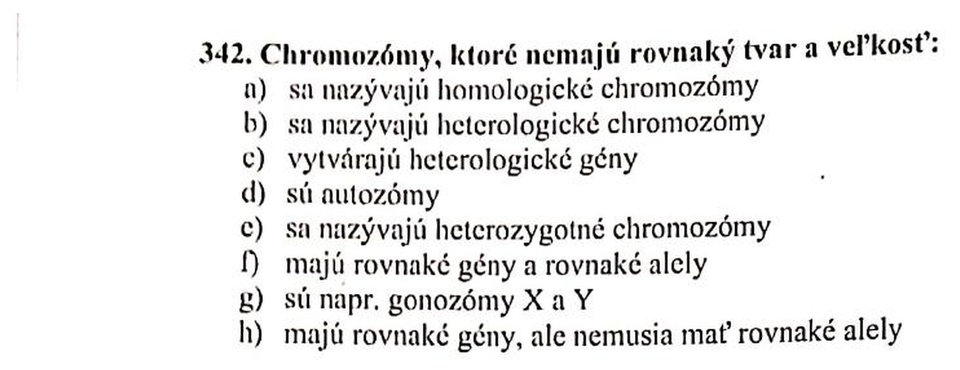 342. Chromozómy, ktoré nemajú rovnaký tvar a veľkosť:
a) sa nazývajú homologické chromozómy
b) sa nazývajú heterologické chromozómy
c) vytvárajú heterologické gény
d) sú autozómy
e) sa nazývajú heterozygotné chromozómy
f) majú rovnaké gény a rovnaké alely
g) sú napr. gonozómy X a Y
h) majú rovnaké gény, ale nemusia mať rovnaké alely